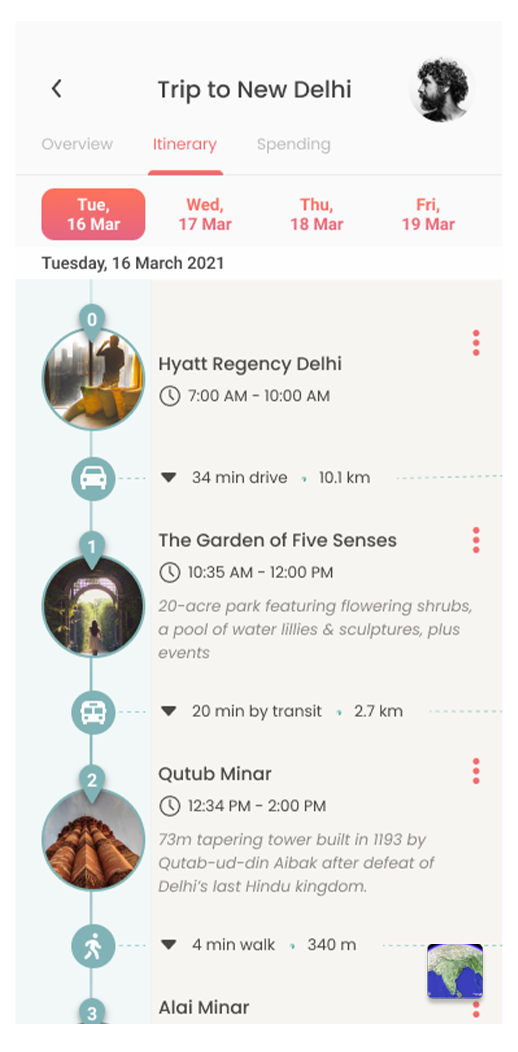 Trip to New Delhi
Overview Itinerary Spending
Tue, Wed, Thu, Fri,
16 Mar 17 Mar 18 Mar 19 Mar
Tuesday, 16 March 2021
0
Hyatt Regency Delhi
7:00 AM - 10:00 AM
34 min drive 10.1 km
1
The Garden of Five Senses
10:35 AM - 12:00 PM
20-acre park featuring flowering shrubs,
a pool of water lillies & sculptures, plus
events
20 min by transit 2.7 km
2
Qutub Minar
12:34 PM - 2:00 PM
73m tapering tower built in 1193 by
Qutab-ud-din Aibak after defeat of
Delhi's last Hindu kingdom.
4 min walk 340 m
3
Alai Minar